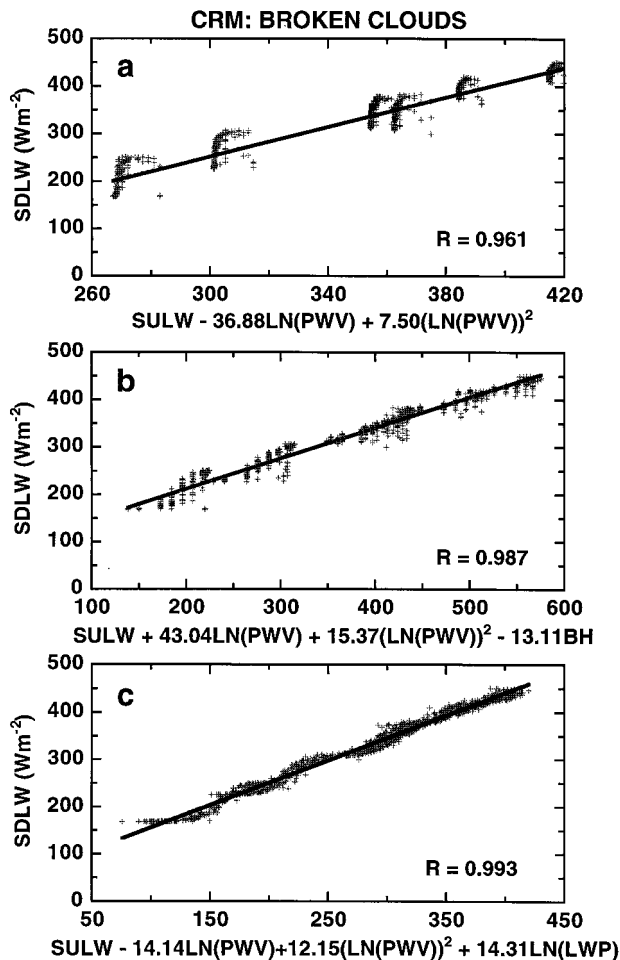 CRM: BROKEN CLOUDS
a
SDLW (Wm⁻²)
500
400
300
200
100
0
R = 0.961
260 300 340 380 420
SULW - 36.88LN(PWV) + 7.50(LN(PWV))²
b
SDLW (Wm⁻²)
500
400
300
200
100
0
R = 0.987
100 200 300 400 500 600
SULW + 43.04LN(PWV) + 15.37(LN(PWV))² - 13.11BH
c
SDLW (Wm⁻²)
500
400
300
200
100
0
R = 0.993
50 150 250 350 450
SULW - 14.14LN(PWV)+12.15(LN(PWV))² + 14.31LN(LWP)